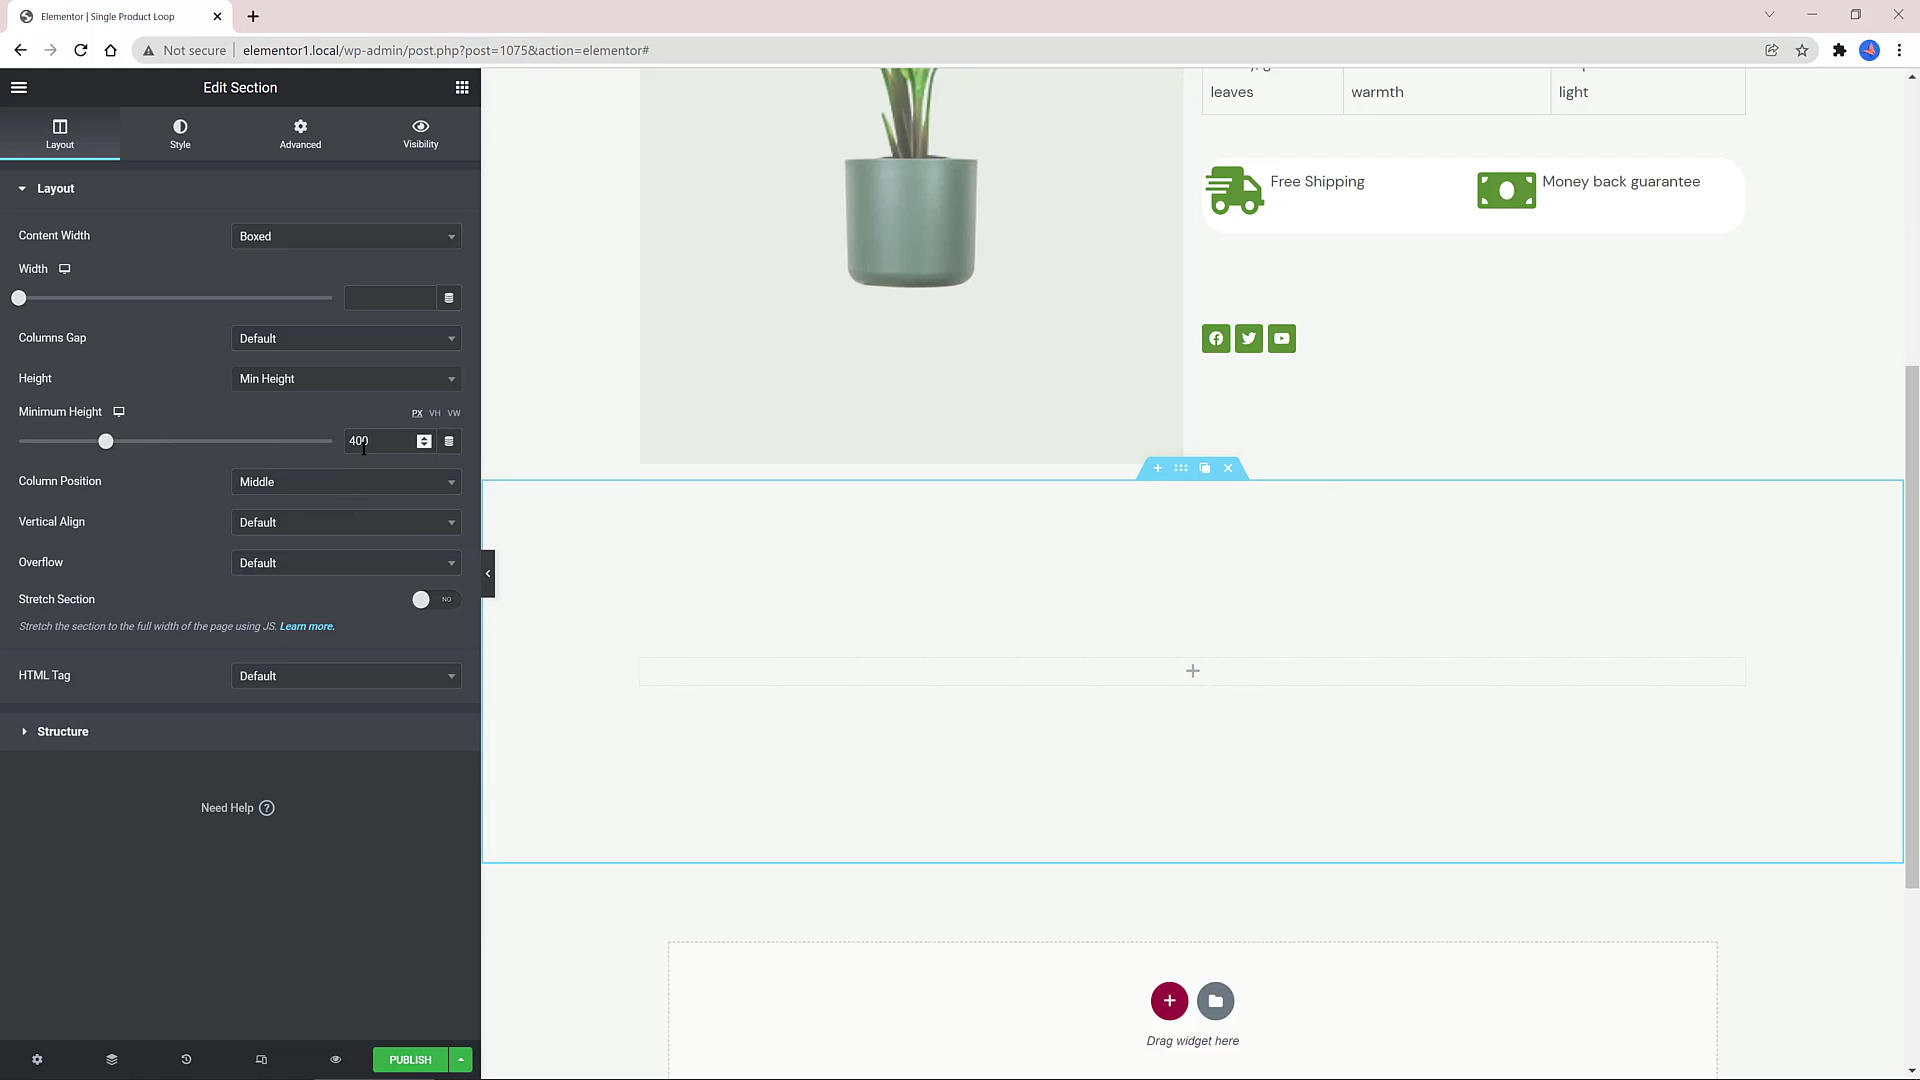 Elementor | Single Product Loop
Not secure
elementor1.local/wp-admin/post.php?post=1075&action=elementor#
Edit Section
Layout
Style
Advanced
Visibility
Layout
Content Width
Boxed
Width
Columns Gap
Default
Height
Min Height
Minimum Height
PX VH VW
400
Column Position
Middle
Vertical Align
Default
Overflow
Default
Stretch Section
NO
Stretch the section to the full width of the page using JS. Learn more.
HTML Tag
Default
Structure
Need Help
PUBLISH
leaves
warmth
light
Free Shipping
Money back guarantee
Drag widget here